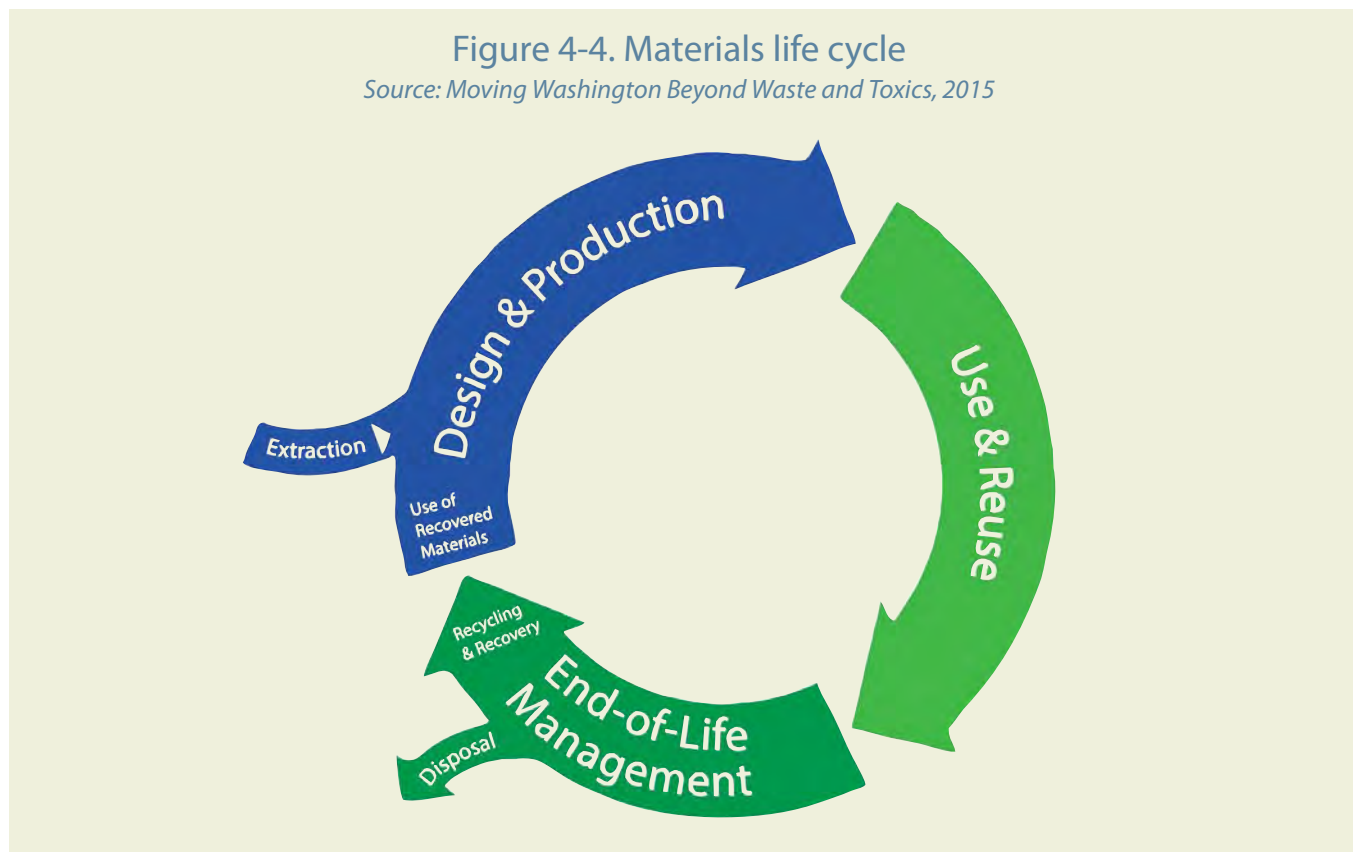 Figure 4-4. Materials life cycle
Source: Moving Washington Beyond Waste and Toxics, 2015
Design & Production
Use & Reuse
Extraction
Use of
Recovered
Materials
Recycling
& Recovery
End-of-Life
Management
Disposal